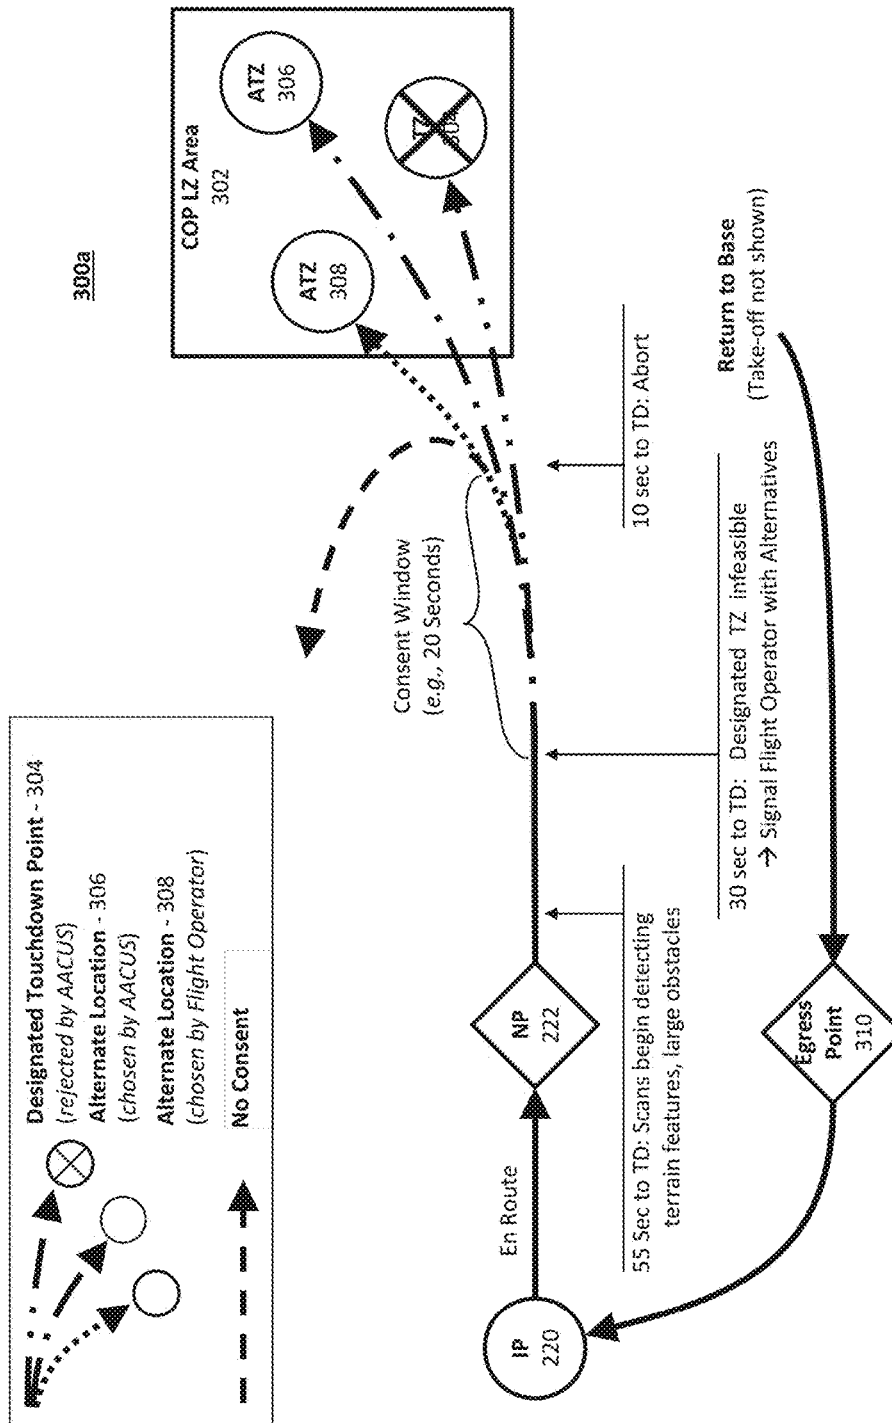 300a
Designated Touchdown Point - 304
(rejected by AACUS)
Alternate Location - 306
(chosen by AACUS)
Alternate Location - 308
(chosen by Flight Operator)
No Consent
COP LZ Area
302
ATZ
306
ATZ
308
TZ
304
Consent Window
(e.g., 20 Seconds)
IP
220
En Route
NP
222
55 Sec to TD: Scans begin detecting
terrain features, large obstacles
30 sec to TD: Designated TZ infeasible
→ Signal Flight Operator with Alternatives
10 sec to TD: Abort
Return to Base
(Take-off not shown)
Egress
Point
310